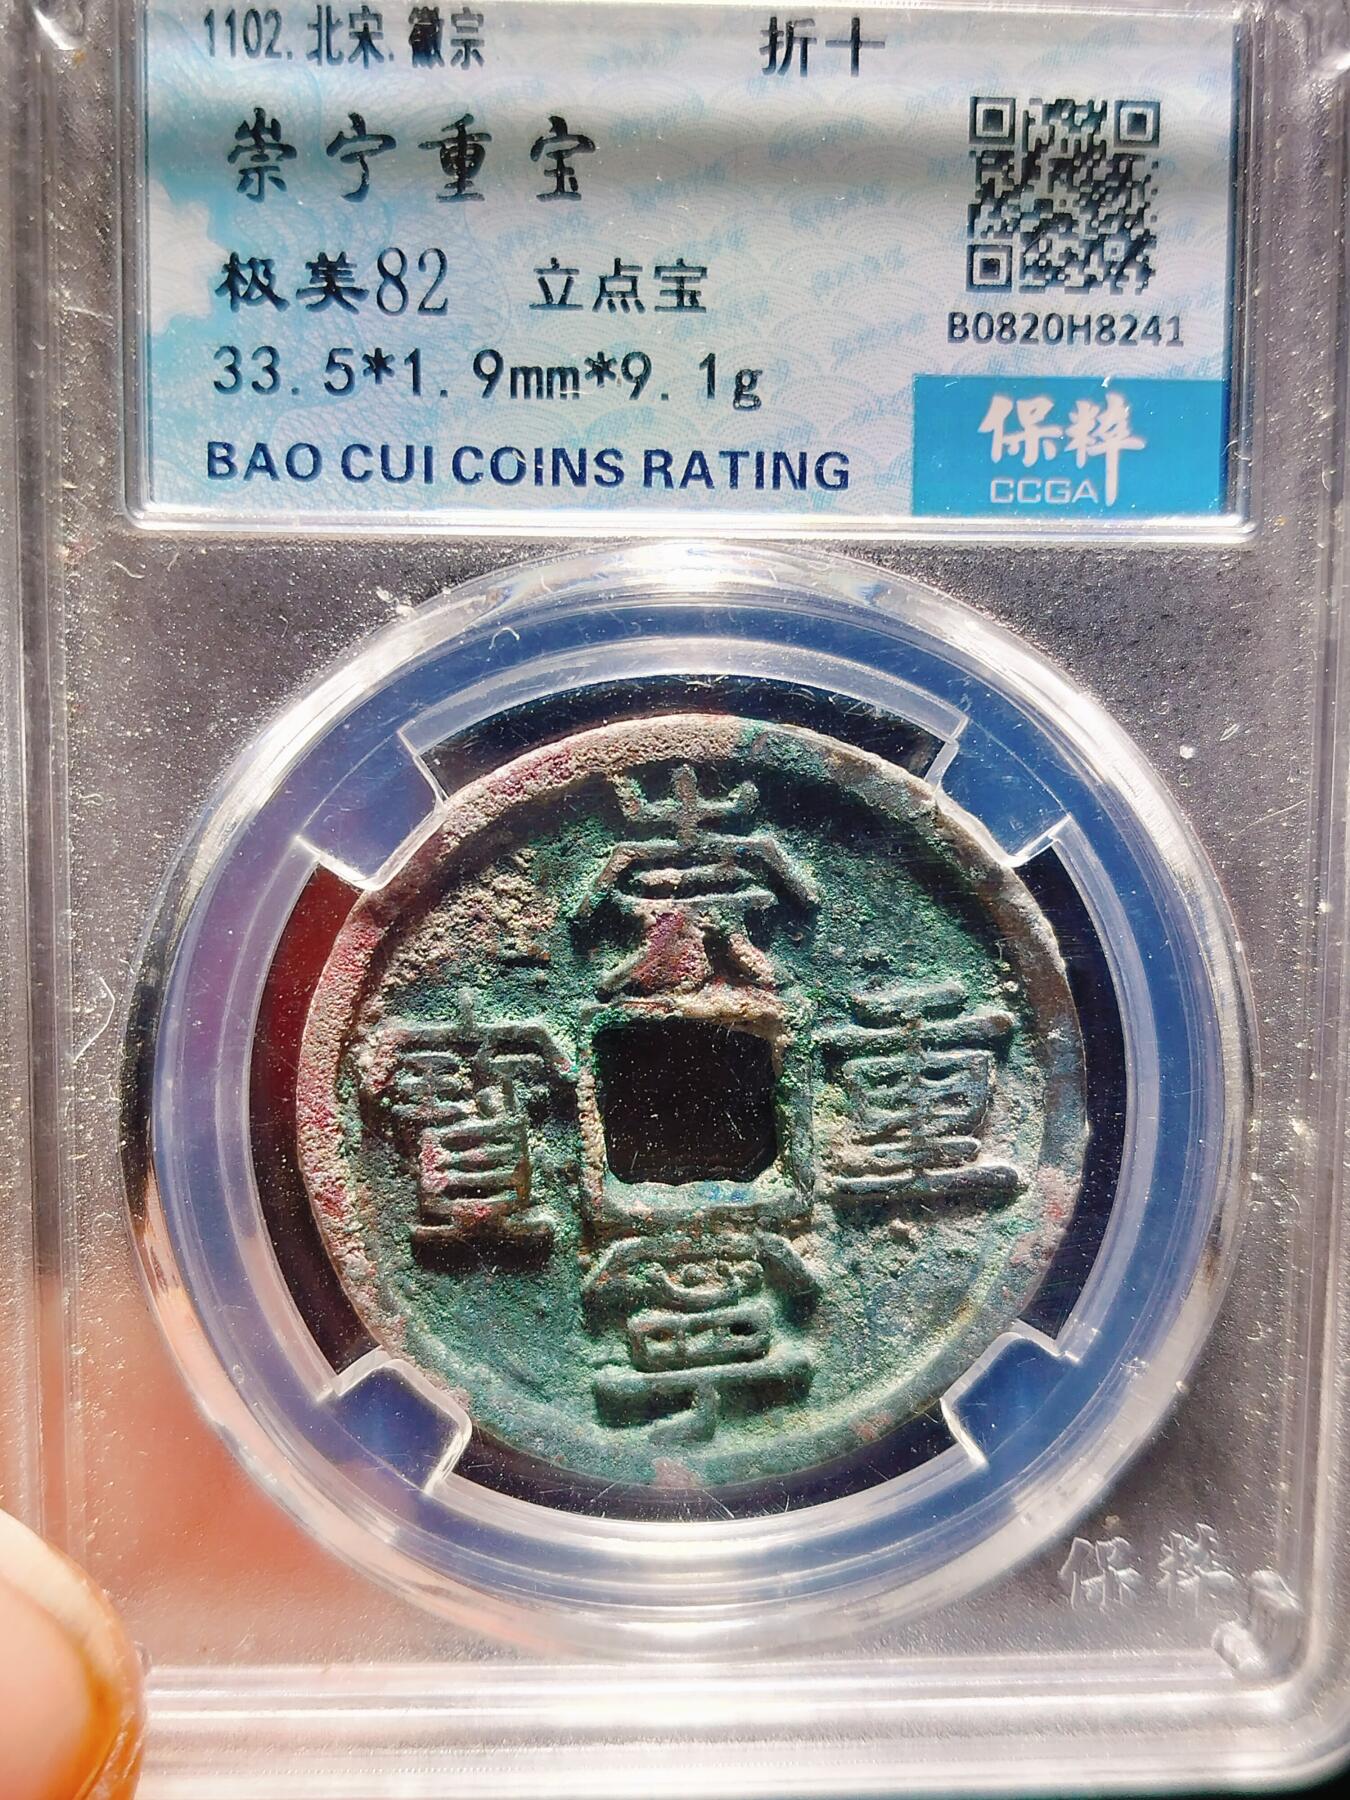 1102.北宋.徽宗 折十
崇宁重宝
极美82 立点宝
33.5*1.9mm*9.1g
B0820H8241
BAO CUI COINS RATING
保粹
CCGA
崇
寶 重
寧
保粹